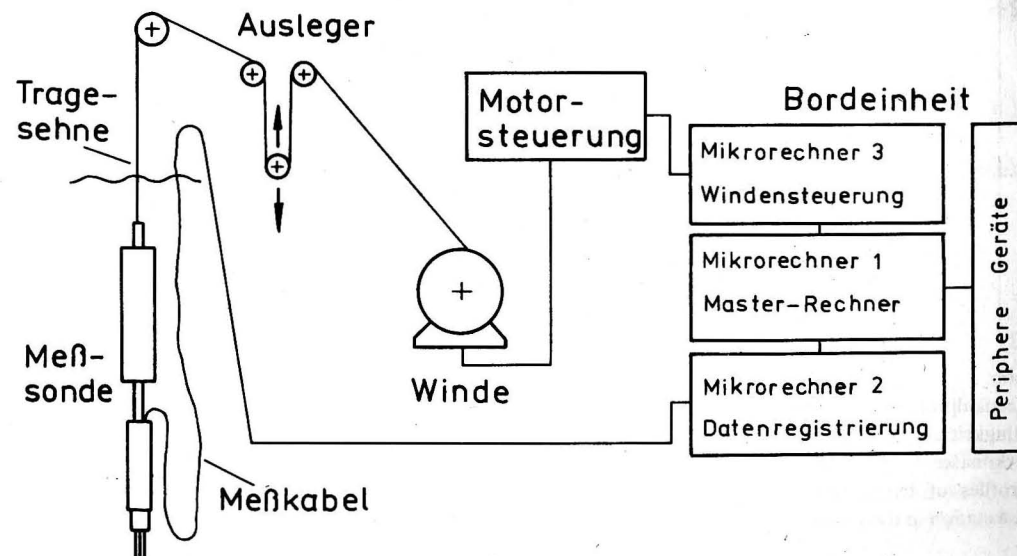 Ausleger
Trage-
sehne
Motor-
steuerung
Bordeinheit
Mikrorechner 3
Windensteuerung
Mikrorechner 1
Master-Rechner
Mikrorechner 2
Datenregistrierung
Periphere Geräte
Meß-
sonde
Winde
Meßkabel